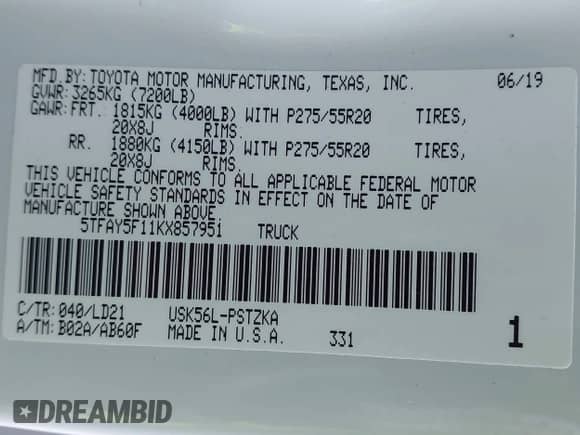 MFD.BY:TOYOTA MOTOR MANUFACTURING, TEXAS, INC. 06/19
GVWR:3265KG (7200LB)
GAWR:FRT. 1815KG (4000LB) WITH P275/55R20 TIRES,
20X8J RIMS.
RR. 1880KG (4150LB) WITH P275/55R20 TIRES,
20X8J RIMS.
THIS VEHICLE CONFORMS TO ALL APPLICABLE FEDERAL MOTOR
VEHICLE SAFETY STANDARDS IN EFFECT ON THE DATE OF
MANUFACTURE SHOWN ABOVE.
5TFAY5F11KX857951 TRUCK
C/TR:040/LD21 USK56L-PSTZKA
A/TM:B02A/AB60F MADE IN U.S.A. 331 1
DREAMBID